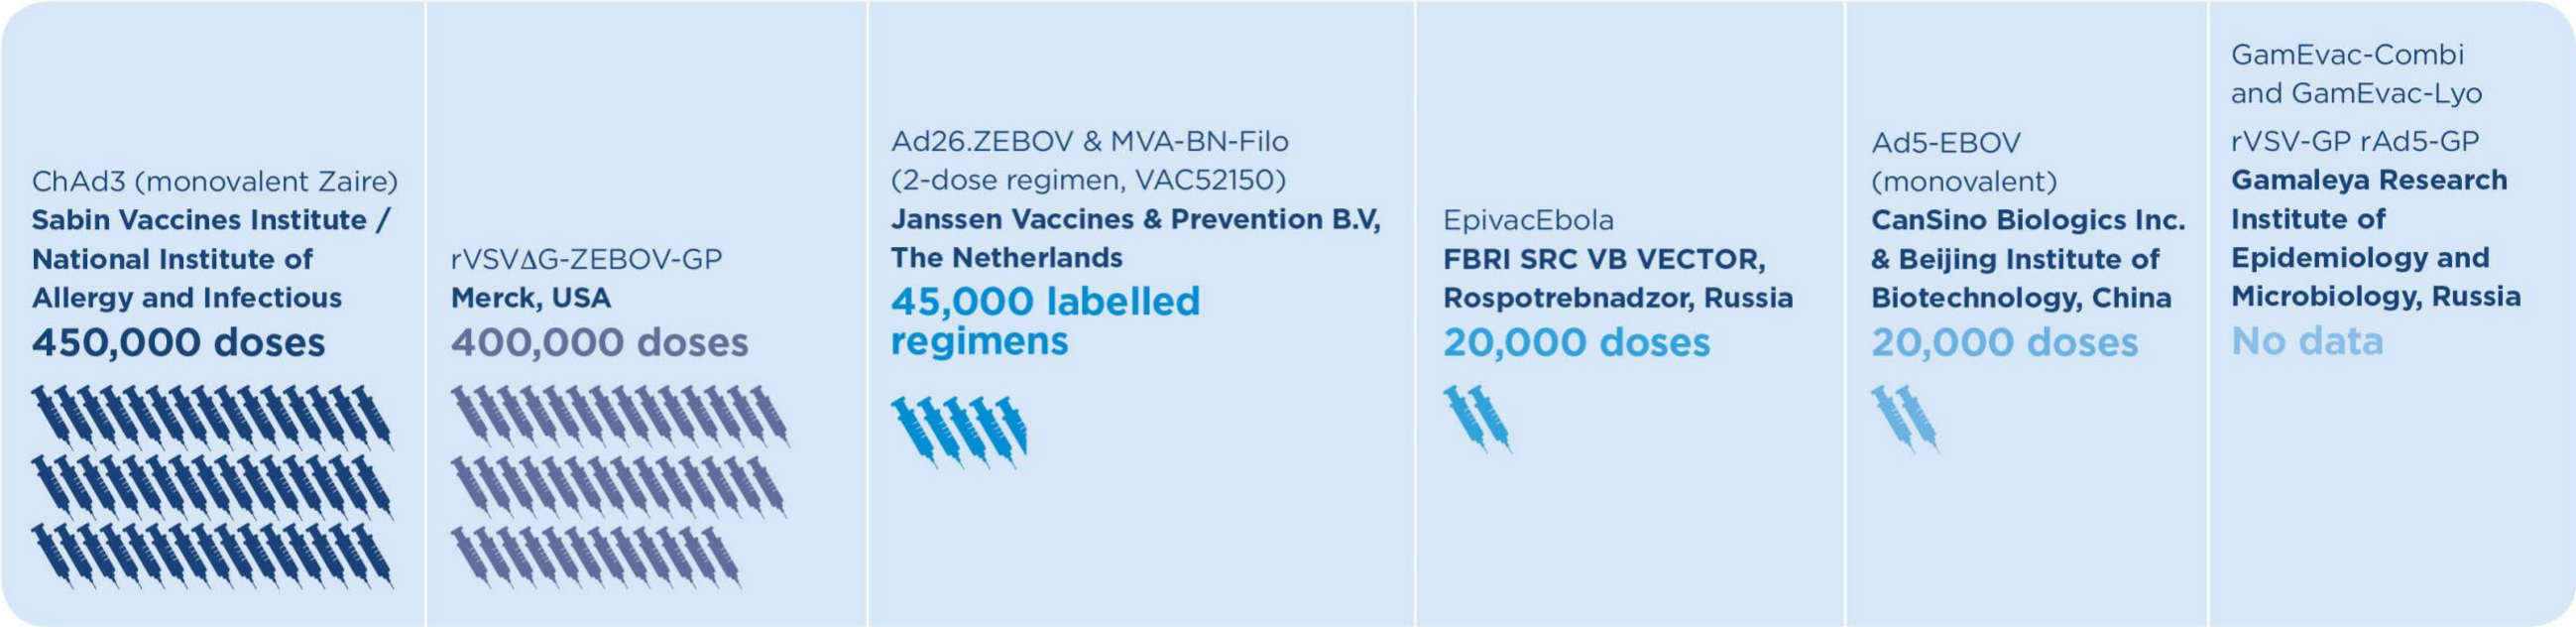 ChAd3 (monovalent Zaire)
Sabin Vaccines Institute /
National Institute of
Allergy and Infectious
450,000 doses
rVSV∆G-ZEBOV-GP
Merck, USA
400,000 doses
Ad26.ZEBOV & MVA-BN-Filo
(2-dose regimen, VAC52150)
Janssen Vaccines & Prevention B.V,
The Netherlands
45,000 labelled
regimens
EpivacEbola
FBRI SRC VB VECTOR,
Rospotrebnadzor, Russia
20,000 doses
Ad5-EBOV
(monovalent)
CanSino Biologics Inc.
& Beijing Institute of
Biotechnology, China
20,000 doses
GamEvac-Combi
and GamEvac-Lyo
rVSV-GP rAd5-GP
Gamaleya Research
Institute of
Epidemiology and
Microbiology, Russia
No data